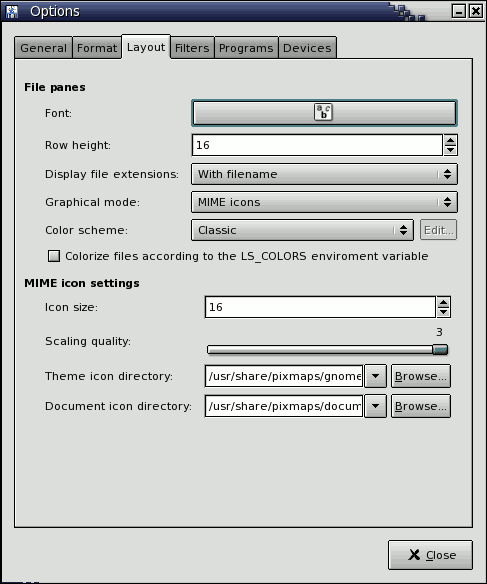 Options
General Format Layout Filters Programs Devices
File panes
Font: a c b
Row height: 16
Display file extensions: With filename
Graphical mode: MIME icons
Color scheme: Classic Edit...
Colorize files according to the LS_COLORS enviroment variable
MIME icon settings
Icon size: 16
3
Scaling quality:
Theme icon directory: /usr/share/pixmaps/gnome Browse...
Document icon directory: /usr/share/pixmaps/docum Browse...
Close